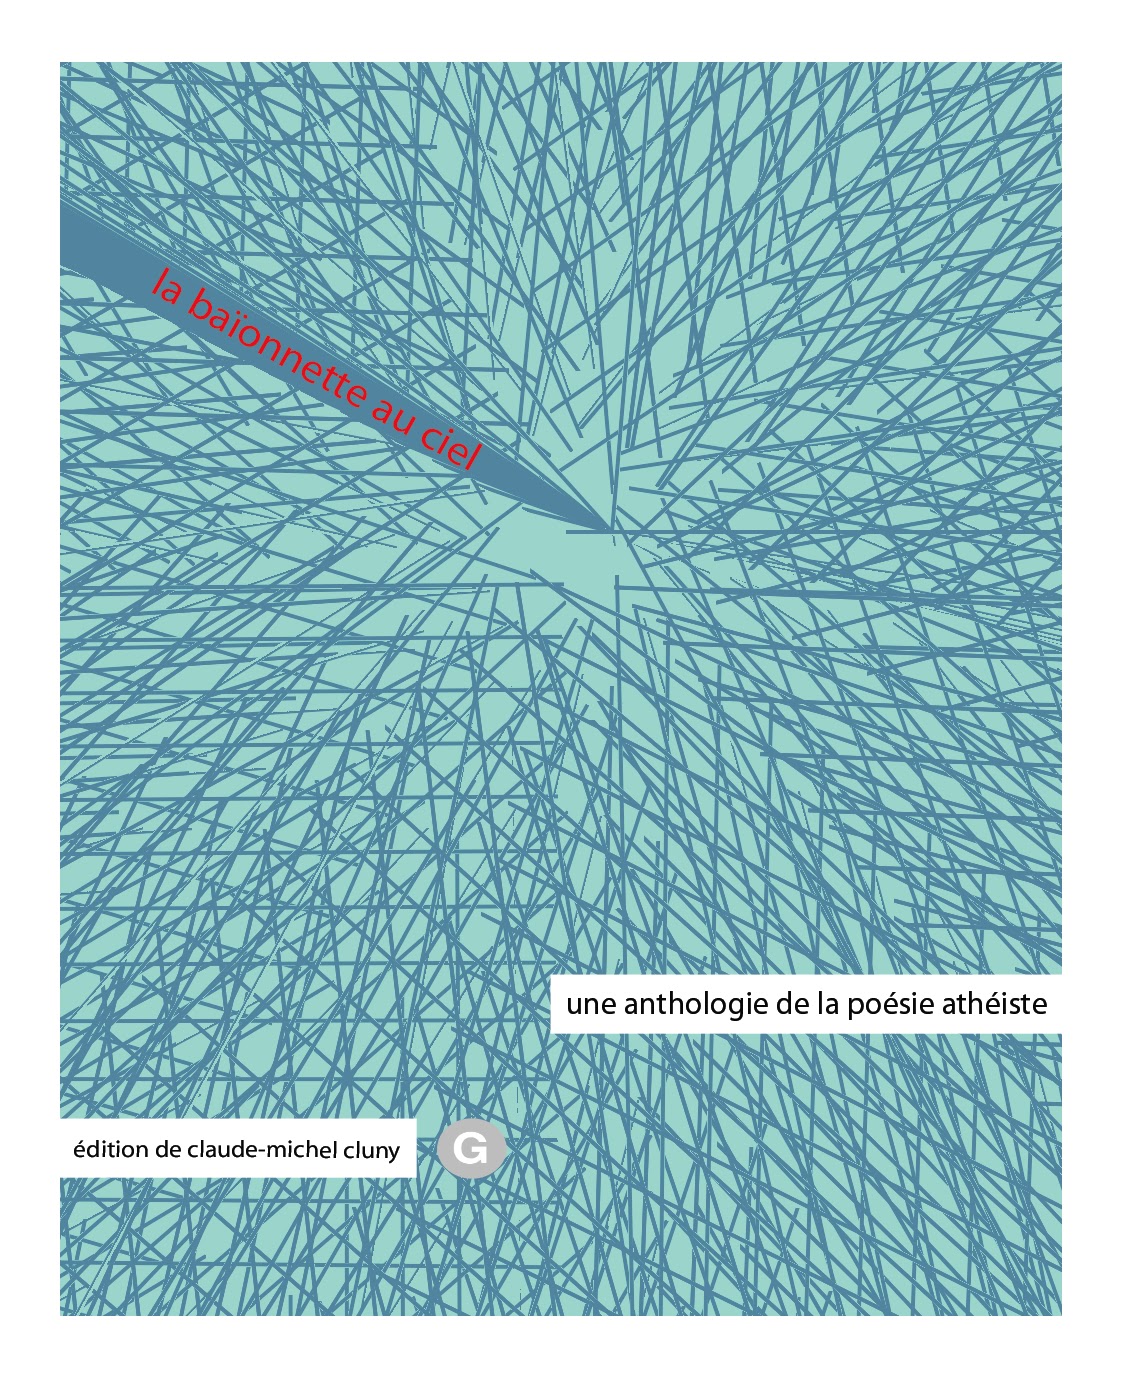 la baïonnette au ciel
une anthologie de la poésie athéiste
édition de claude-michel cluny
G